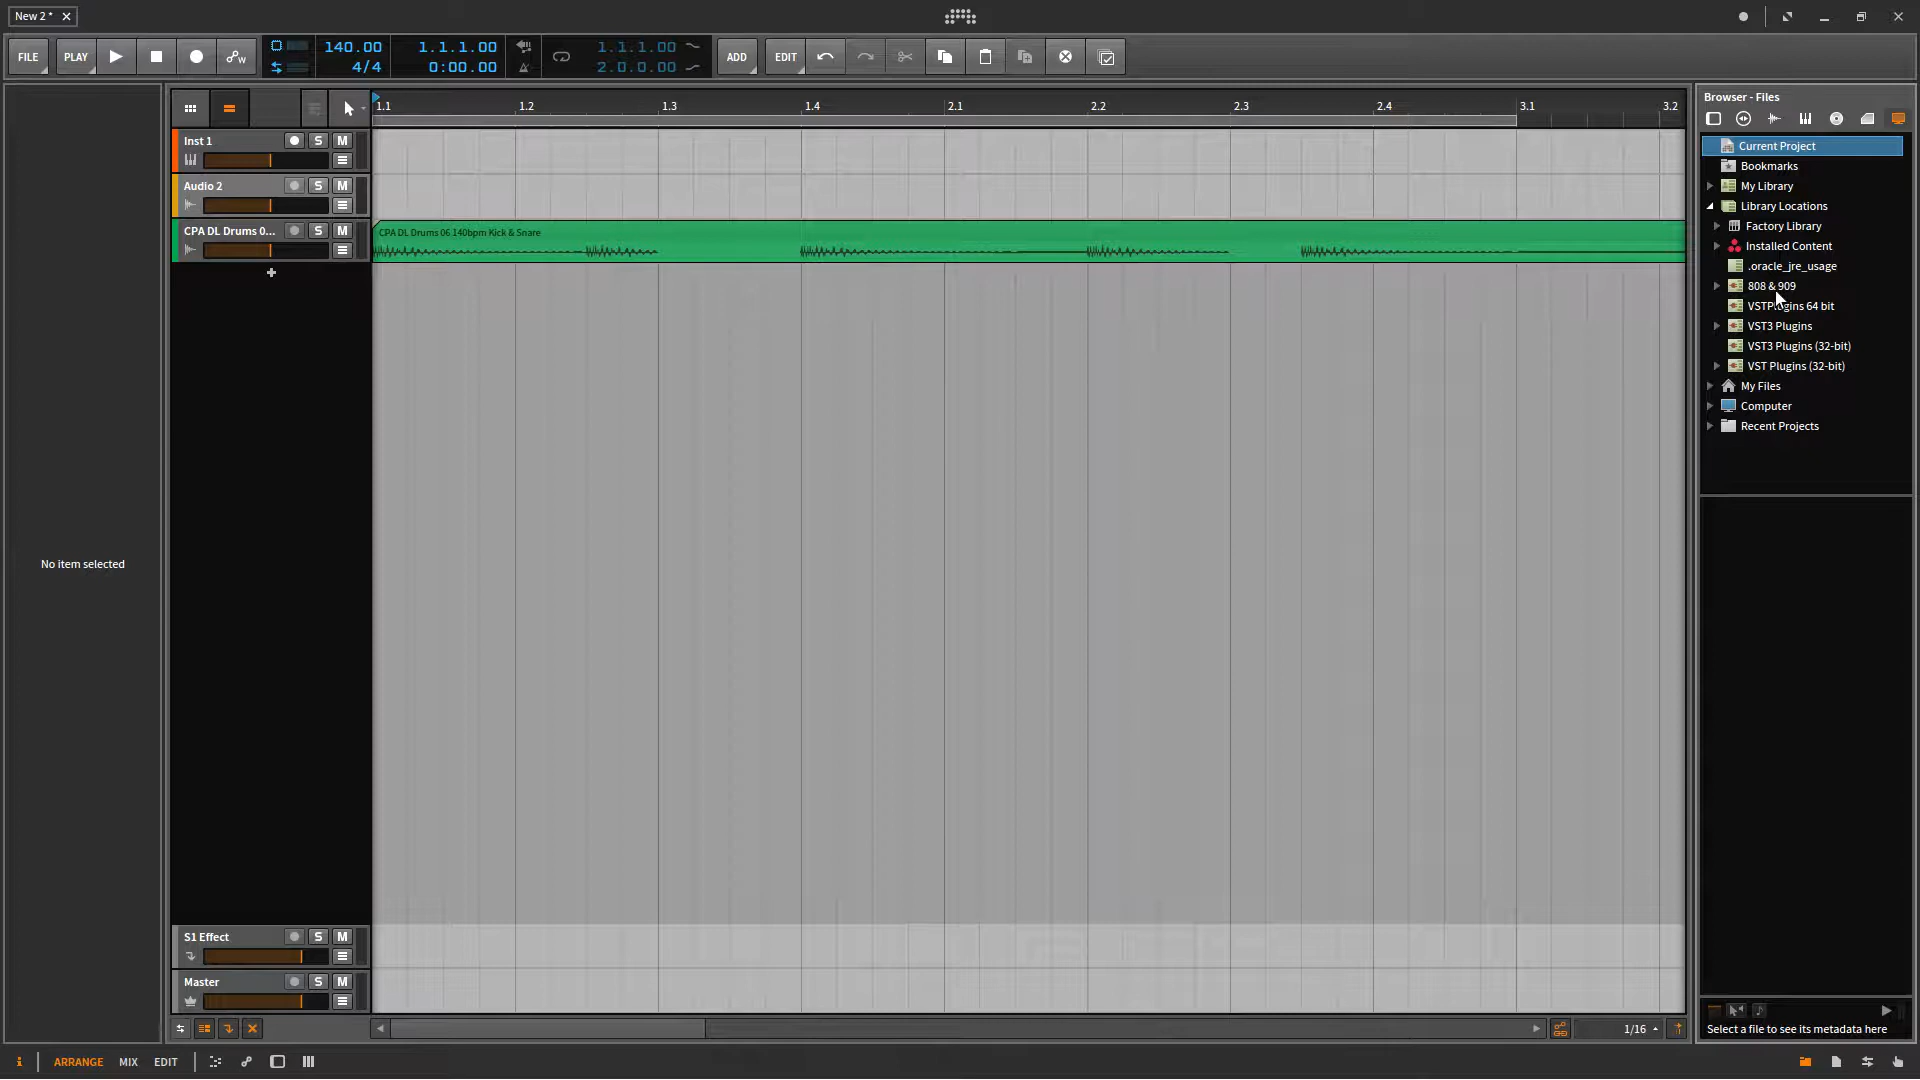 New 2 *
FILE
PLAY
140.00
4/4
1.1.1.00
0:00.00
1.1.1.00
2.0.0.00
ADD
EDIT
1.1
1.2
1.3
1.4
2.1
2.2
2.3
2.4
3.1
3.2
Inst 1
S
M
Audio 2
S
M
CPA DL Drums 0...
S
M
CPA DL Drums 06 140bpm Kick & Snare
No item selected
S1 Effect
S
M
Master
S
M
1/16
i
ARRANGE
MIX
EDIT
Browser - Files
Current Project
Bookmarks
My Library
Library Locations
Factory Library
Installed Content
.oracle_jre_usage
808 & 909
VSTPlugins 64 bit
VST3 Plugins
VST3 Plugins (32-bit)
VST Plugins (32-bit)
My Files
Computer
Recent Projects
Select a file to see its metadata here